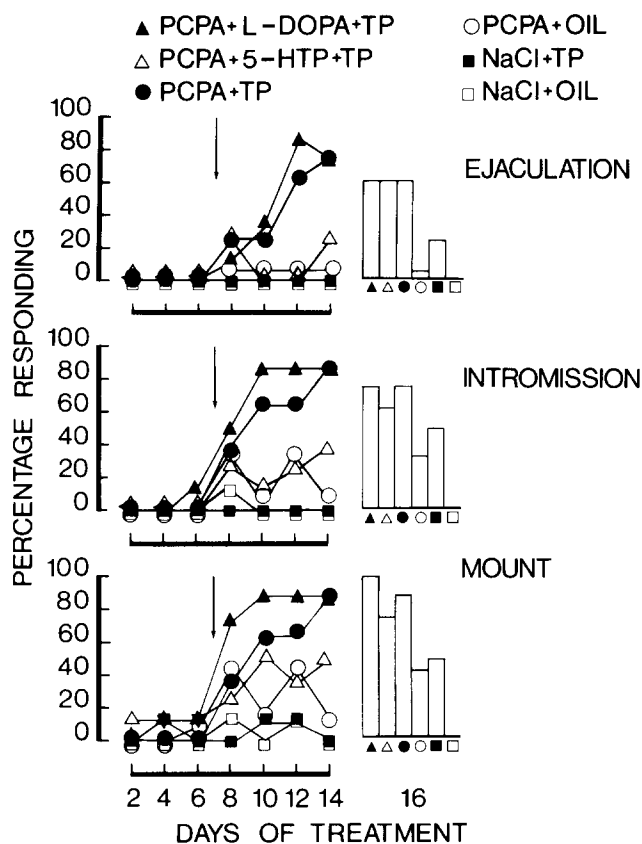 ▲ PCPA+L-DOPA+TP
△ PCPA+5-HTP+TP
● PCPA+TP
○ PCPA+OIL
■ NaCl+TP
□ NaCl+OIL
PERCENTAGE RESPONDING
100
80
60
40
20
0
EJACULATION
100
80
60
40
20
0
INTROMISSION
100
80
60
40
20
0
MOUNT
2 4 6 8 10 12 14 16
DAYS OF TREATMENT